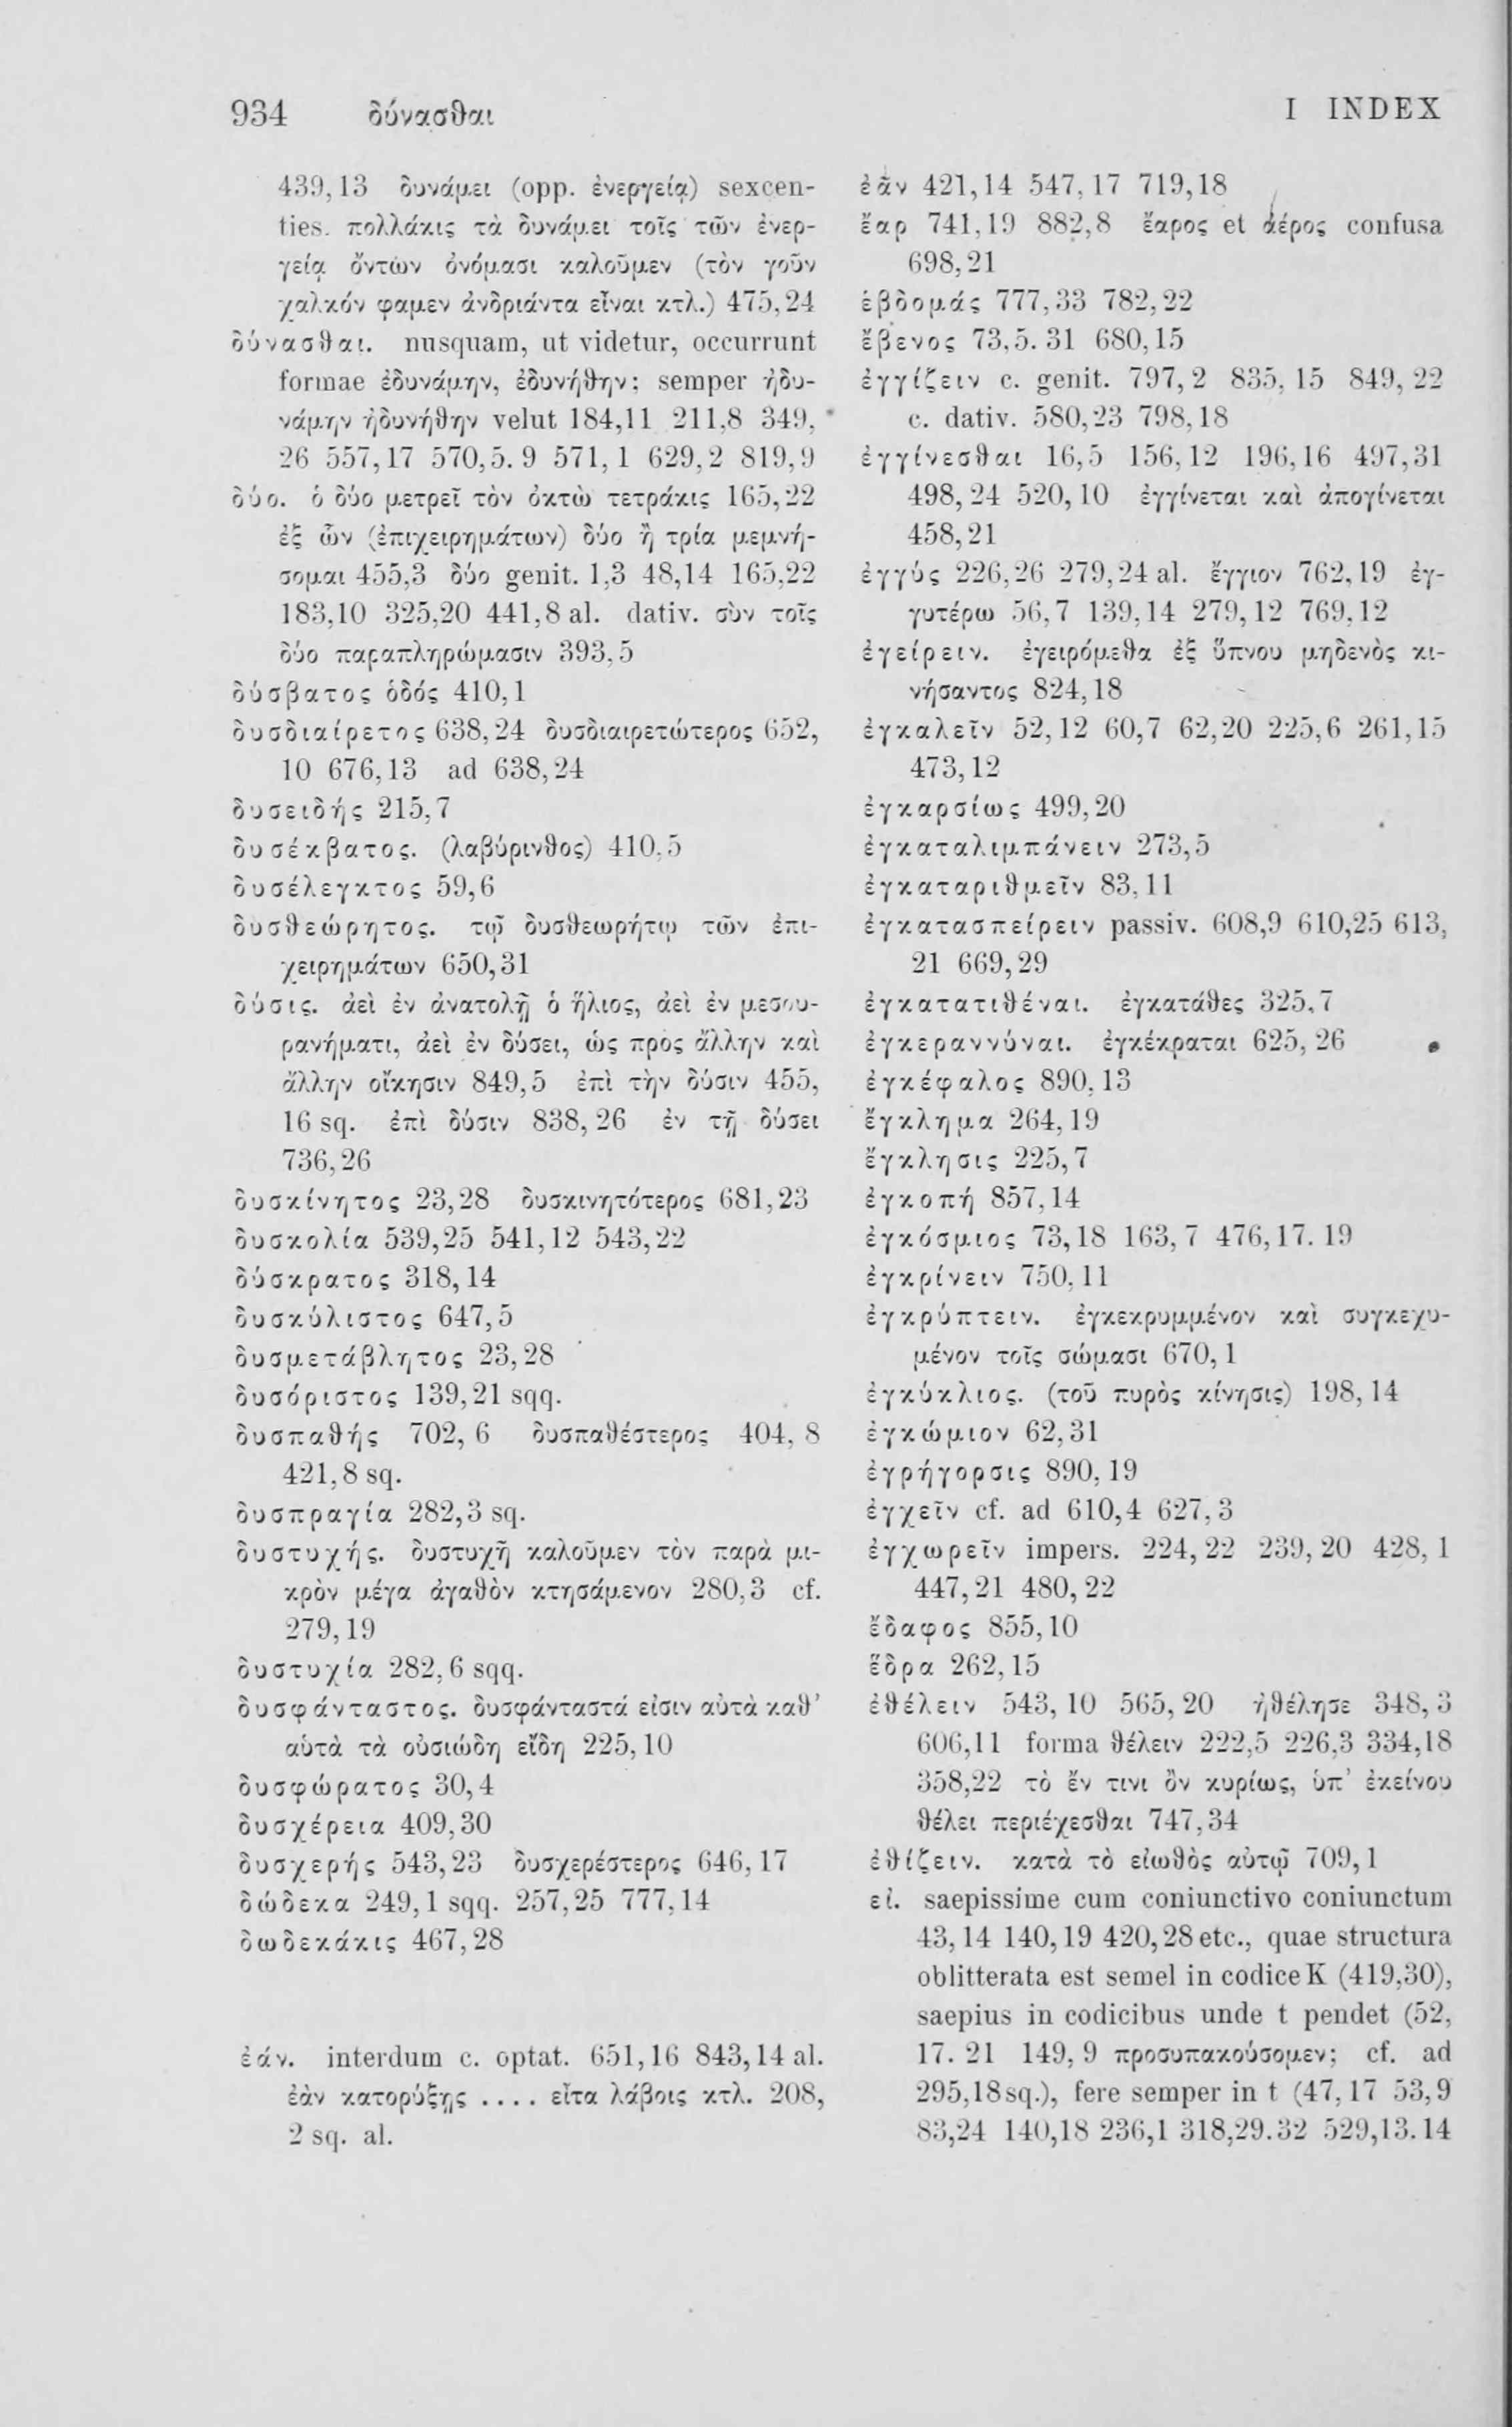 934 δύνασθαι
I INDEX
439,13 δυνάμει (opp. ἐνεργείᾳ) sexcen-
ties. πολλάκις τὰ δυνάμει τοῖς τῶν ἐνερ-
γείᾳ ὄντων ὀνόμασι καλοῦμεν (τὸν γοῦν
χαλκόν φαμεν ἀνδριάντα εἶναι κτλ.) 475,24
δύνασθαι. nusquam, ut videtur, occurrunt
formae ἐδυνάμην, ἐδυνήθην; semper ἠδυ-
νάμην ἠδυνήθην velut 184,11 211,8 349,
26 557,17 570,5. 9 571,1 629,2 819,9
δύο. ὁ δύο μετρεῖ τὸν ὀκτὼ τετράκις 165,22
ἐξ ὧν (ἐπιχειρημάτων) δύο ἢ τρία μεμνή-
σομαι 455,3 δύο genit. 1,3 48,14 165,22
183,10 325,20 441,8 al. dativ. σὺν τοῖς
δύο παραπληρώμασιν 393,5
δύσβατος ὁδός 410,1
δυσδιαίρετος 638,24 δυσδιαιρετώτερος 652,
10 676,13 ad 638,24
δυσειδής 215,7
δυσέκβατος. (λαβύρινθος) 410,5
δυσέλεγκτος 59,6
δυσθεώρητος. τῷ δυσθεωρήτῳ τῶν ἐπι-
χειρημάτων 650,31
δύσις. ἀεὶ ἐν ἀνατολῇ ὁ ἥλιος, ἀεὶ ἐν μεσου-
ρανήματι, ἀεὶ ἐν δύσει, ὡς πρὸς ἄλλην καὶ
ἄλλην οἴκησιν 849,5 ἐπὶ τὴν δύσιν 455,
16 sq. ἐπὶ δύσιν 838,26 ἐν τῇ δύσει
736,26
δυσκίνητος 23,28 δυσκινητότερος 681,23
δυσκολία 539,25 541,12 543,22
δύσκρατος 318,14
δυσκύλιστος 647,5
δυσμετάβλητος 23,28
δυσόριστος 139,21 sqq.
δυσπαθής 702,6 δυσπαθέστερος 404,8
421,8 sq.
δυσπραγία 282,3 sq.
δυστυχής. δυστυχῆ καλοῦμεν τὸν παρὰ μι-
κρὸν μέγα ἀγαθὸν κτησάμενον 280,3 cf.
279,19
δυστυχία 282,6 sqq.
δυσφάνταστος. δυσφάνταστά εἰσιν αὐτὰ καθ’
αὑτὰ τὰ οὐσιώδη εἴδη 225,10
δυσφώρατος 30,4
δυσχέρεια 409,30
δυσχερής 543,23 δυσχερέστερος 646,17
δώδεκα 249,1 sqq. 257,25 777,14
δωδεκάκις 467,28
ἐάν. interdum c. optat. 651,16 843,14 al.
ἐὰν κατορύξῃς .... εἶτα λάβοις κτλ. 208,
2 sq. al.
ἐᾶν 421,14 547,17 719,18
ἔαρ 741,19 882,8 ἔαρος et ἀέρος confusa
698,21
ἑβδομάς 777,33 782,22
ἔβενος 73,5. 31 680,15
ἐγγίζειν c. genit. 797,2 835,15 849,22
c. dativ. 580,23 798,18
ἐγγίνεσθαι 16,5 156,12 196,16 497,31
498,24 520,10 ἐγγίνεται καὶ ἀπογίνεται
458,21
ἐγγύς 226,26 279,24 al. ἔγγιον 762,19 ἐγ-
γυτέρω 56,7 139,14 279,12 769,12
ἐγείρειν. ἐγειρόμεθα ἐξ ὕπνου μηδενὸς κι-
νήσαντος 824,18
ἐγκαλεῖν 52,12 60,7 62,20 225,6 261,15
473,12
ἐγκαρσίως 499,20
ἐγκαταλιμπάνειν 273,5
ἐγκαταριθμεῖν 83,11
ἐγκατασπείρειν passiv. 608,9 610,25 613,
21 669,29
ἐγκατατιθέναι. ἐγκατάθες 325,7
ἐγκεραννύναι. ἐγκέκραται 625,26
ἐγκέφαλος 890,13
ἔγκλημα 264,19
ἔγκλησις 225,7
ἐγκοπή 857,14
ἐγκόσμιος 73,18 163,7 476,17. 19
ἐγκρίνειν 750,11
ἐγκρύπτειν. ἐγκεκρυμμένον καὶ συγκεχυ-
μένον τοῖς σώμασι 670,1
ἐγκύκλιος. (τοῦ πυρὸς κίνησις) 198,14
ἐγκώμιον 62,31
ἐγρήγορσις 890,19
ἐγχεῖν cf. ad 610,4 627,3
ἐγχωρεῖν impers. 224,22 239,20 428,1
447,21 480,22
ἔδαφος 855,10
ἕδρα 262,15
ἐθέλειν 543,10 565,20 ἠθέλησε 348,3
606,11 forma θέλειν 222,5 226,3 334,18
358,22 τὸ ἔν τινι ὂν κυρίως, ὑπ’ ἐκείνου
θέλει περιέχεσθαι 747,34
ἐθίζειν. κατὰ τὸ εἰωθὸς αὐτῷ 709,1
εἰ. saepissime cum coniunctivo coniunctum
43,14 140,19 420,28 etc., quae structura
oblitterata est semel in codice K (419,30),
saepius in codicibus unde t pendet (52,
17. 21 149,9 προσυπακούσομεν; cf. ad
295,18 sq.), fere semper in t (47,17 53,9
83,24 140,18 236,1 318,29.32 529,13.14